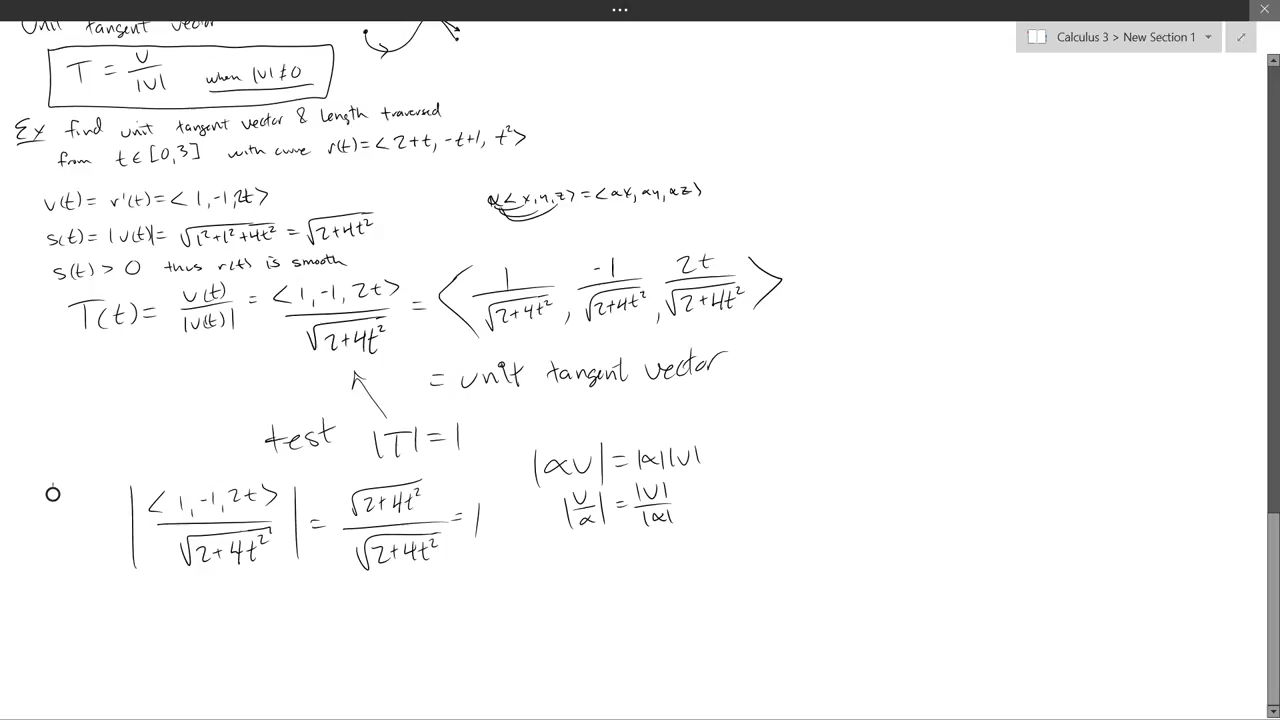 Unit tangent vector
T = v/|v| when |v| ≠ 0
Calculus 3 > New Section 1
Ex find unit tangent vector & length traversed
from t ∈ [0,3] with curve r(t) = < 2+t, -t+1, t² >
v(t) = r'(t) = < 1, -1, 2t >
α< x, y, z > = < αx, αy, αz >
s(t) = |v(t)| = √(1²+1²+4t²) = √(2+4t²)
s(t) > 0 thus r(t) is smooth
T(t) = v(t)/|v(t)| = < 1, -1, 2t >/√(2+4t²) = < 1/√(2+4t²), -1/√(2+4t²), 2t/√(2+4t²) >
= unit tangent vector
test |T| = 1
|αv| = |α||v|
|v/α| = |v|/|α|
|< 1, -1, 2t >/√(2+4t²)| = √(2+4t²)/√(2+4t²) = 1